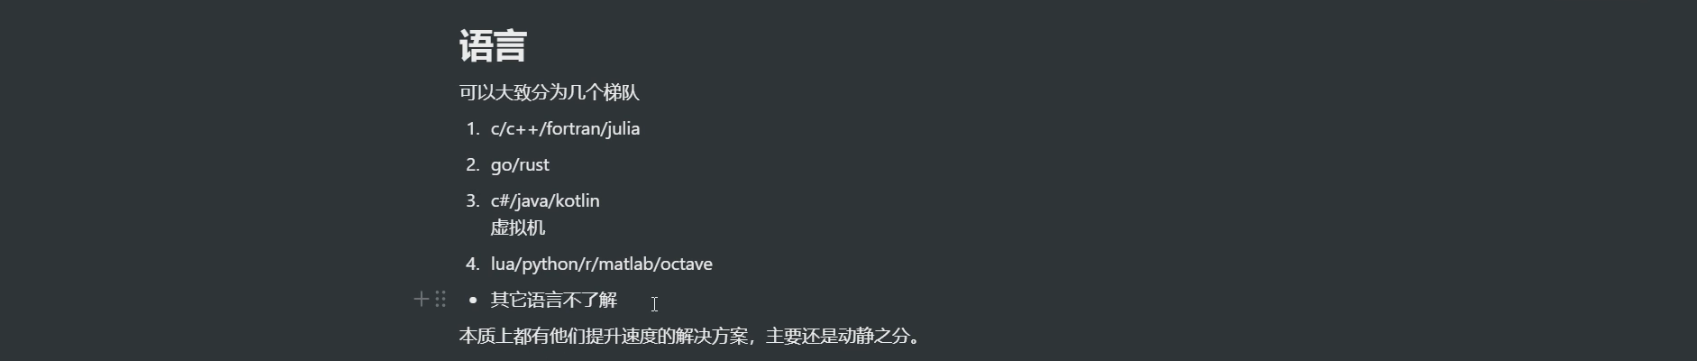 语言
可以大致分为几个梯队
1. c/c++/fortran/julia
2. go/rust
3. c#/java/kotlin
虚拟机
4. lua/python/r/matlab/octave
• 其它语言不了解
本质上都有他们提升速度的解决方案，主要还是动静之分。